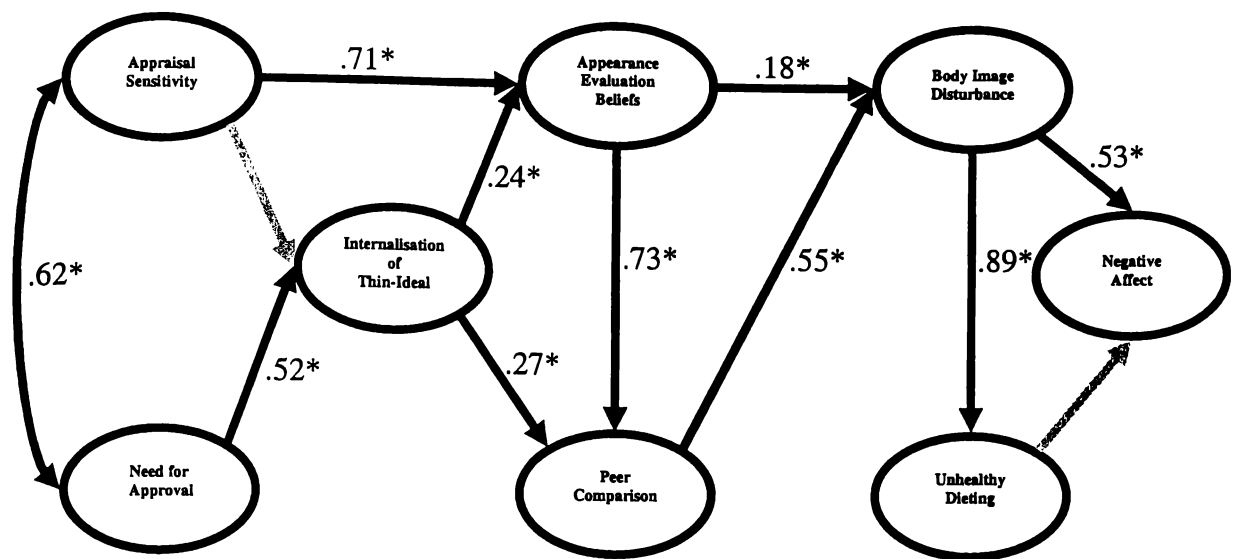 Appraisal
Sensitivity
.71*
Appearance
Evaluation
Beliefs
.18*
Body Image
Disturbance
.24*
.53*
Internalisation
of
Thin-Ideal
.62*
.73*
.55*
.89*
Negative
Affect
.52*
.27*
Need for
Approval
Peer
Comparison
Unhealthy
Dieting